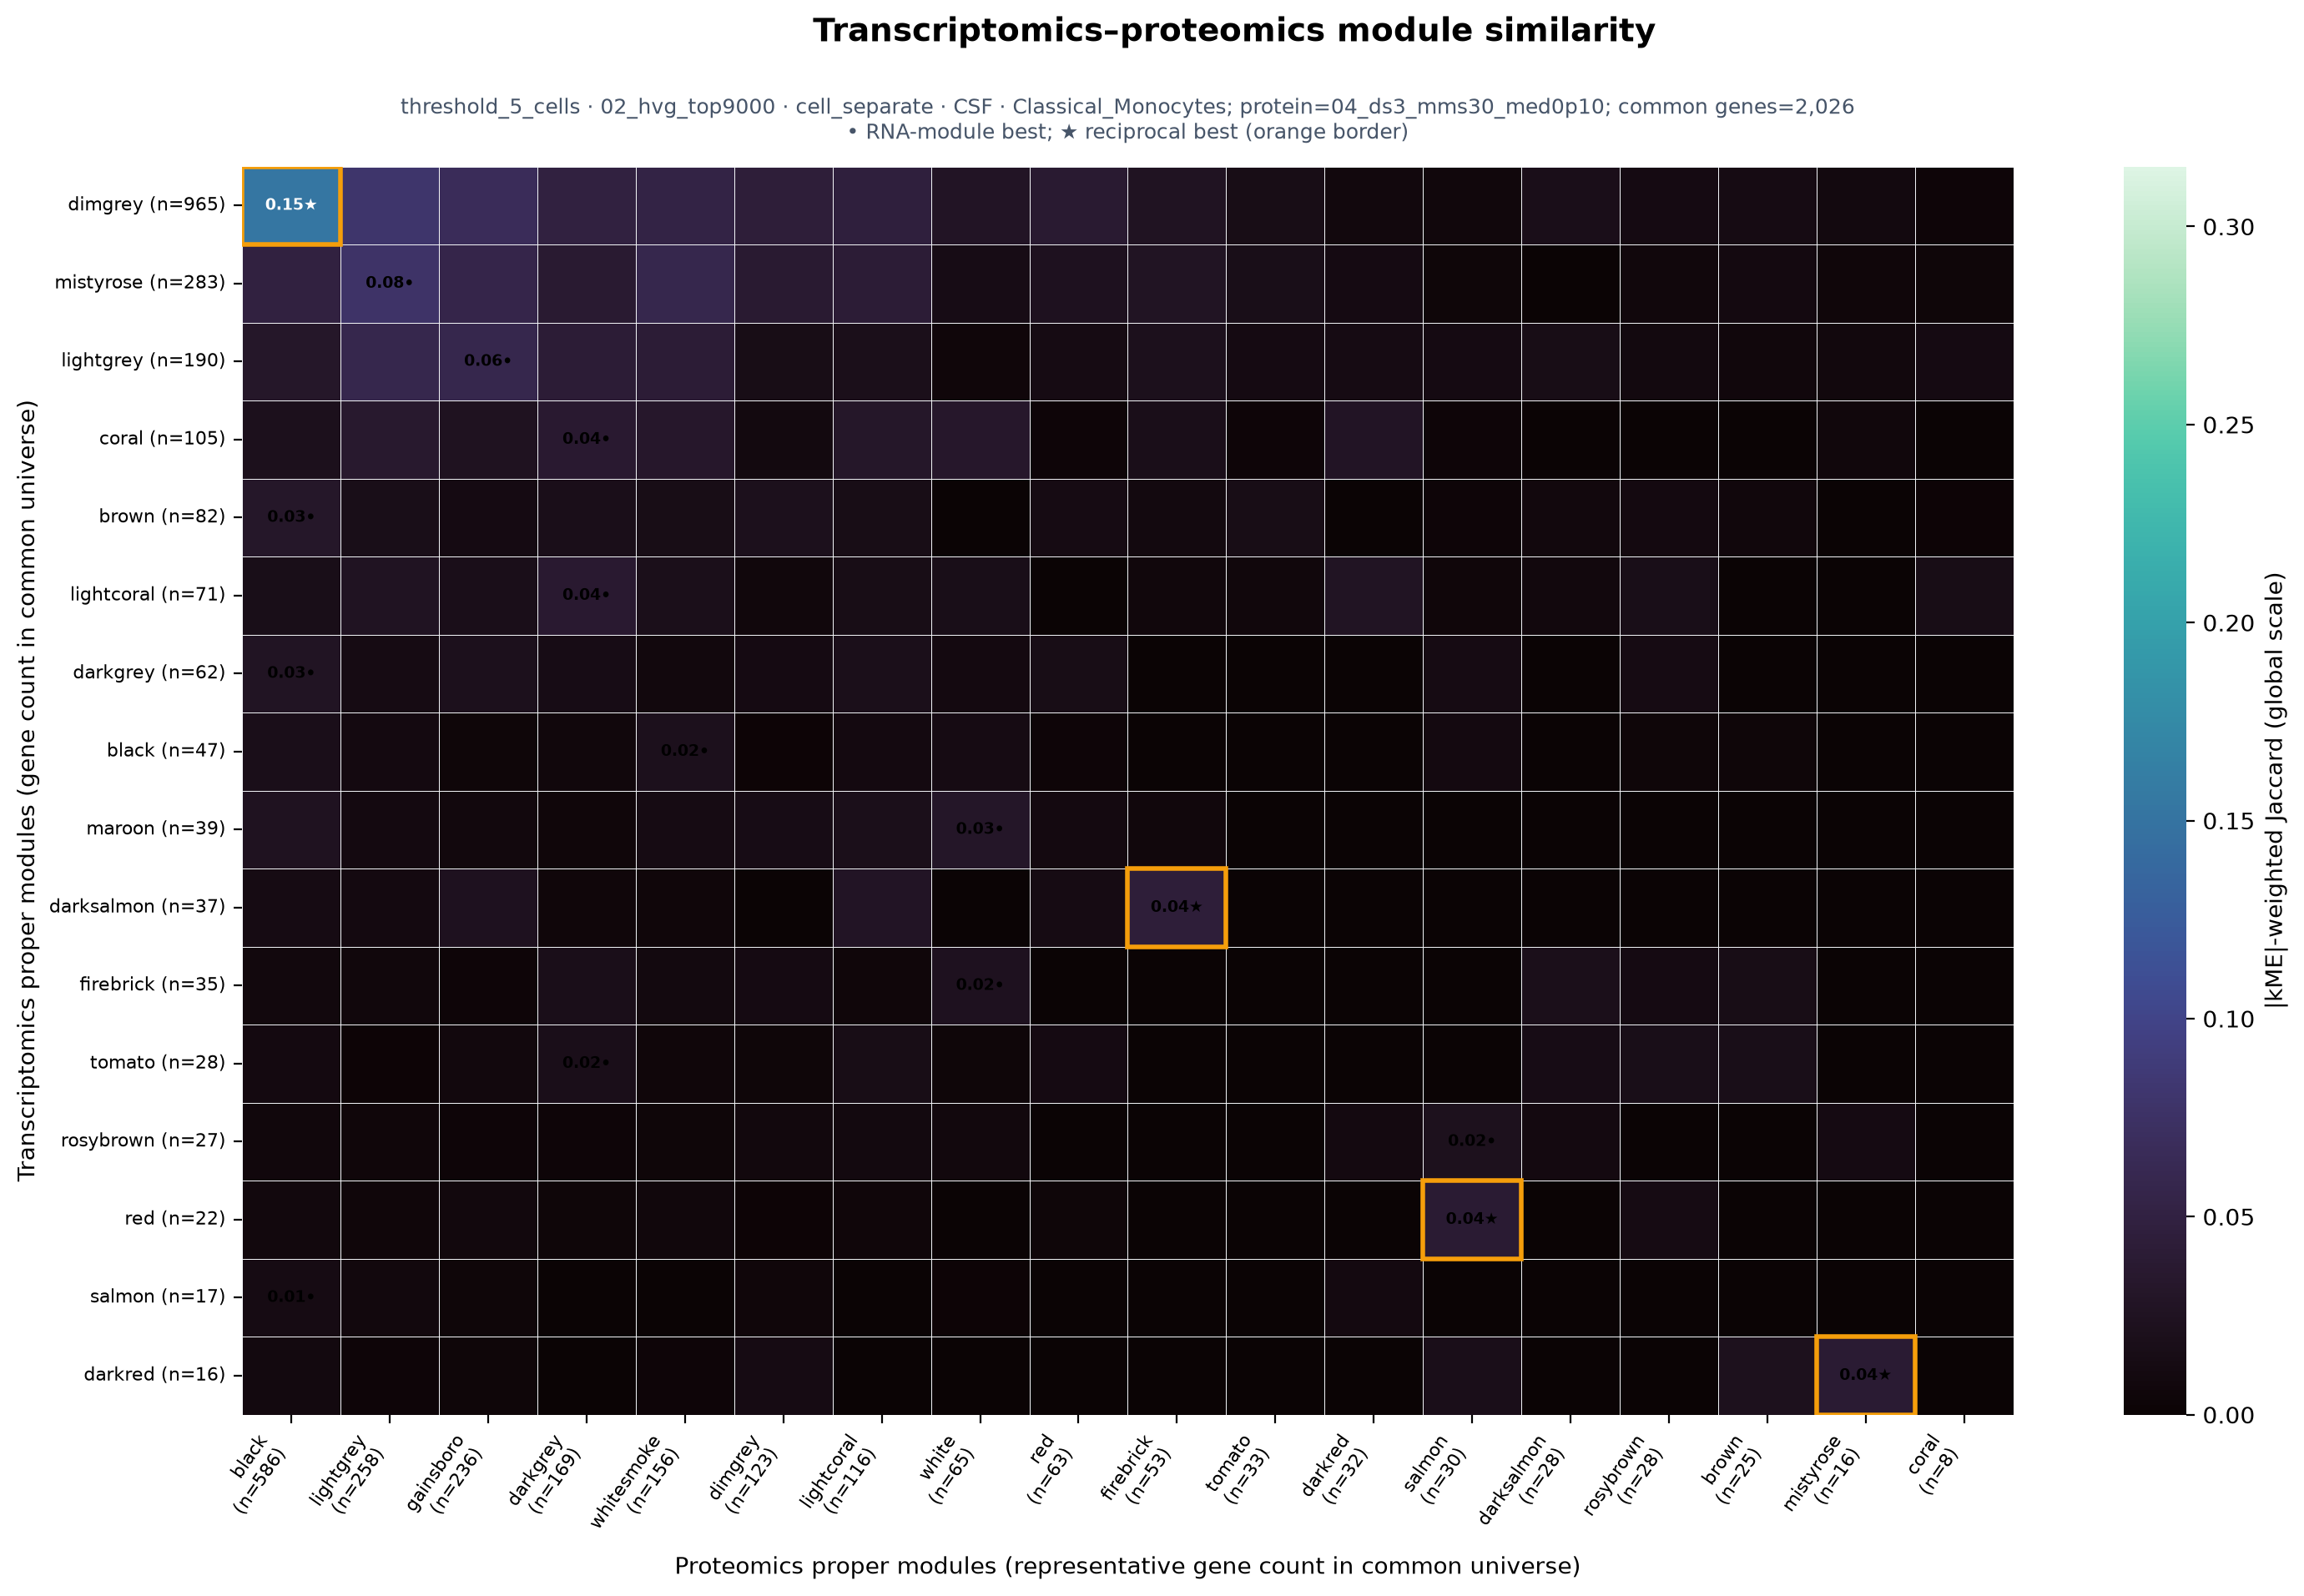 Transcriptomics–proteomics module similarity
threshold_5_cells · 02_hvg_top9000 · cell_separate · CSF · Classical_Monocytes; protein=04_ds3_mms30_med0p10; common genes=2,026
• RNA-module best; ★ reciprocal best (orange border)
Transcriptomics proper modules (gene count in common universe)
dimgrey (n=965)
mistyrose (n=283)
lightgrey (n=190)
coral (n=105)
brown (n=82)
lightcoral (n=71)
darkgrey (n=62)
black (n=47)
maroon (n=39)
darksalmon (n=37)
firebrick (n=35)
tomato (n=28)
rosybrown (n=27)
red (n=22)
salmon (n=17)
darkred (n=16)
0.15★
0.08•
0.06•
0.04•
0.03•
0.04•
0.03•
0.02•
0.03•
0.04★
0.02•
0.02•
0.02•
0.04★
0.01•
0.04★
black
(n=586)
lightgrey
(n=258)
gainsboro
(n=236)
darkgrey
(n=169)
whitesmoke
(n=156)
dimgrey
(n=123)
lightcoral
(n=116)
white
(n=65)
red
(n=63)
firebrick
(n=53)
tomato
(n=33)
darkred
(n=32)
salmon
(n=30)
darksalmon
(n=28)
rosybrown
(n=28)
brown
(n=25)
mistyrose
(n=16)
coral
(n=8)
Proteomics proper modules (representative gene count in common universe)
0.30
0.25
0.20
0.15
0.10
0.05
0.00
|kME|-weighted Jaccard (global scale)